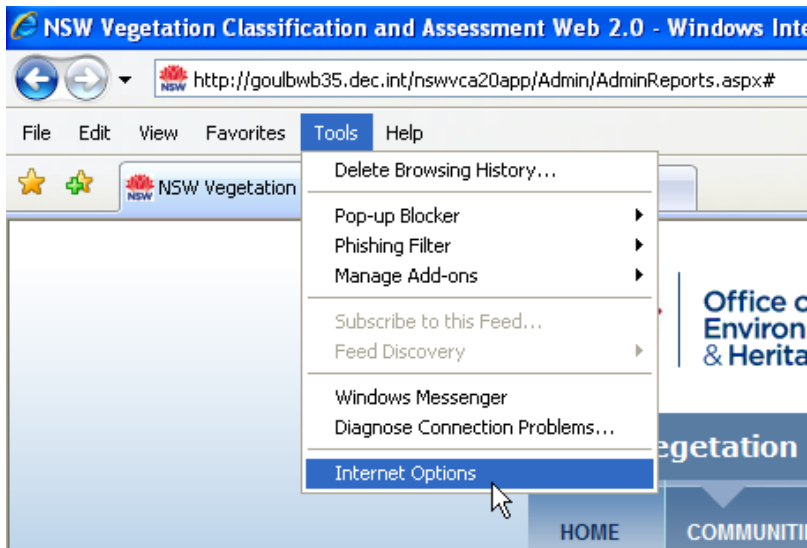 NSW Vegetation Classification and Assessment Web 2.0 - Windows Inte
NSW http://goulbwb35.dec.int/nswvca20app/Admin/AdminReports.aspx#
File Edit View Favorites Tools Help
NSW NSW Vegetation
Delete Browsing History...
Pop-up Blocker
Phishing Filter
Manage Add-ons
Subscribe to this Feed...
Feed Discovery
Windows Messenger
Diagnose Connection Problems...
Internet Options
Office o
Environ
& Herita
egetation
HOME COMMUNITI